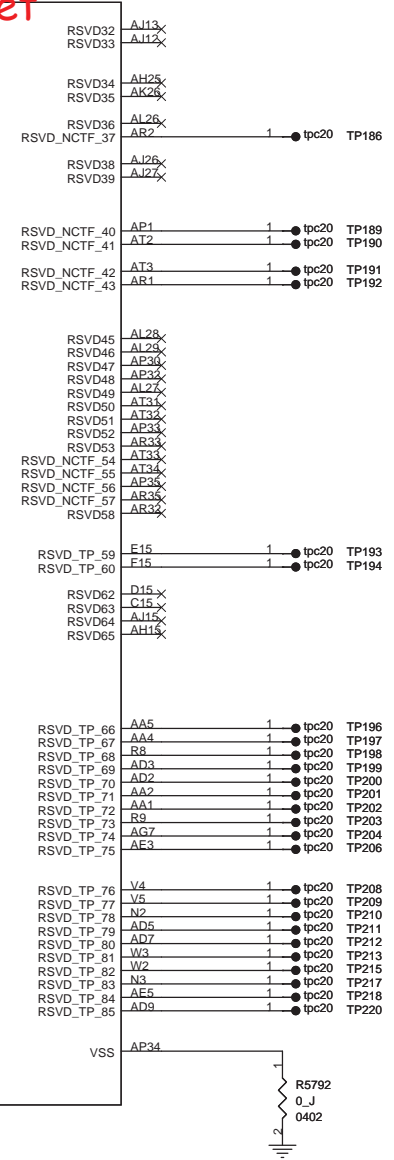 et
RSVD32 AJ13
RSVD33 AJ12
RSVD34 AH25
RSVD35 AK26
RSVD36 AL26
RSVD_NCTF_37 AR2 1 tpc20 TP186
RSVD38 AJ26
RSVD39 AJ27
RSVD_NCTF_40 AP1 1 tpc20 TP189
RSVD_NCTF_41 AT2 1 tpc20 TP190
RSVD_NCTF_42 AT3 1 tpc20 TP191
RSVD_NCTF_43 AR1 1 tpc20 TP192
RSVD45 AL28
RSVD46 AL29
RSVD47 AP30
RSVD48 AP32
RSVD49 AL27
RSVD50 AT31
RSVD51 AT32
RSVD52 AP33
RSVD53 AR33
RSVD_NCTF_54 AT33
RSVD_NCTF_55 AT34
RSVD_NCTF_56 AP35
RSVD_NCTF_57 AR35
RSVD58 AR32
RSVD_TP_59 E15 1 tpc20 TP193
RSVD_TP_60 F15 1 tpc20 TP194
RSVD62 D15
RSVD63 C15
RSVD64 AJ15
RSVD65 AH15
RSVD_TP_66 AA5 1 tpc20 TP196
RSVD_TP_67 AA4 1 tpc20 TP197
RSVD_TP_68 R8 1 tpc20 TP198
RSVD_TP_69 AD3 1 tpc20 TP199
RSVD_TP_70 AD2 1 tpc20 TP200
RSVD_TP_71 AA2 1 tpc20 TP201
RSVD_TP_72 AA1 1 tpc20 TP202
RSVD_TP_73 R9 1 tpc20 TP203
RSVD_TP_74 AG7 1 tpc20 TP204
RSVD_TP_75 AE3 1 tpc20 TP206
RSVD_TP_76 V4 1 tpc20 TP208
RSVD_TP_77 V5 1 tpc20 TP209
RSVD_TP_78 N2 1 tpc20 TP210
RSVD_TP_79 AD5 1 tpc20 TP211
RSVD_TP_80 AD7 1 tpc20 TP212
RSVD_TP_81 W3 1 tpc20 TP213
RSVD_TP_82 W2 1 tpc20 TP215
RSVD_TP_83 N3 1 tpc20 TP217
RSVD_TP_84 AE5 1 tpc20 TP218
RSVD_TP_85 AD9 1 tpc20 TP220
VSS AP34
1
R5792
0_J
0402
2